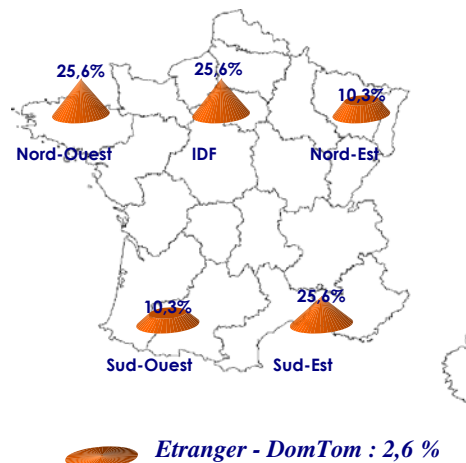 25,6%
25,6%
10,3%
Nord-Ouest
IDF
Nord-Est
10,3%
25,6%
Sud-Ouest
Sud-Est
Etranger - DomTom : 2,6 %